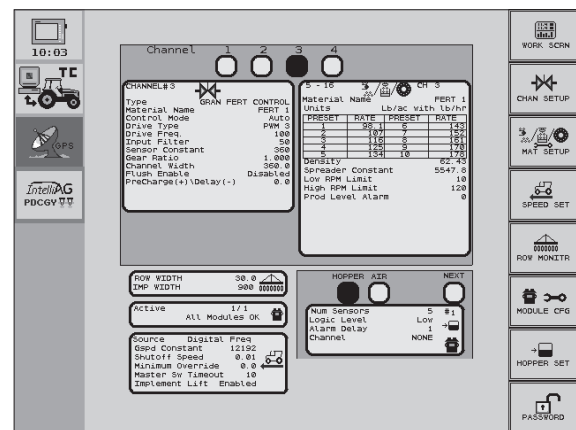 10:03
TC
GPS
IntelliAG
PDCGY
Channel 1 2 3 4
CHANNEL# 3
Type GRAN FERT CONTROL
Material Name FERT 1
Control Mode Auto
Drive Type PWM 3
Drive Freq. 100
Input Filter 50
Sensor Constant 360
Gear Ratio 1.000
Channel Width 360.0
Flush Enable Disabled
PreCharge(+)\Delay(-) 0.0
5 - 16 CH 3
Material Name FERT 1
Units Lb/ac with lb/hr
PRESET RATE PRESET RATE
1 98.1 6 143
2 107 7 152
3 116 8 161
4 125 9 170
5 134 10 178
Density 62.43
Spreader Constant 5547.8
Low RPM Limit 10
High RPM Limit 120
Prod Level Alarm 0
ROW WIDTH 30.0
IMP WIDTH 900
Active 1/1
All Modules OK
Source Digital Freq
Gspd Constant 12192
Shutoff Speed 0.01
Minimum Override 0.0
Master Sw Timeout 10
Implement Lift Enabled
HOPPER AIR NEXT
Num Sensors 5 #1
Logic Level Low
Alarm Delay 1
Channel NONE
WORK SCRN
CHAN SETUP
MAT SETUP
SPEED SET
ROW MONITR
MODULE CFG
HOPPER SET
PASSWORD